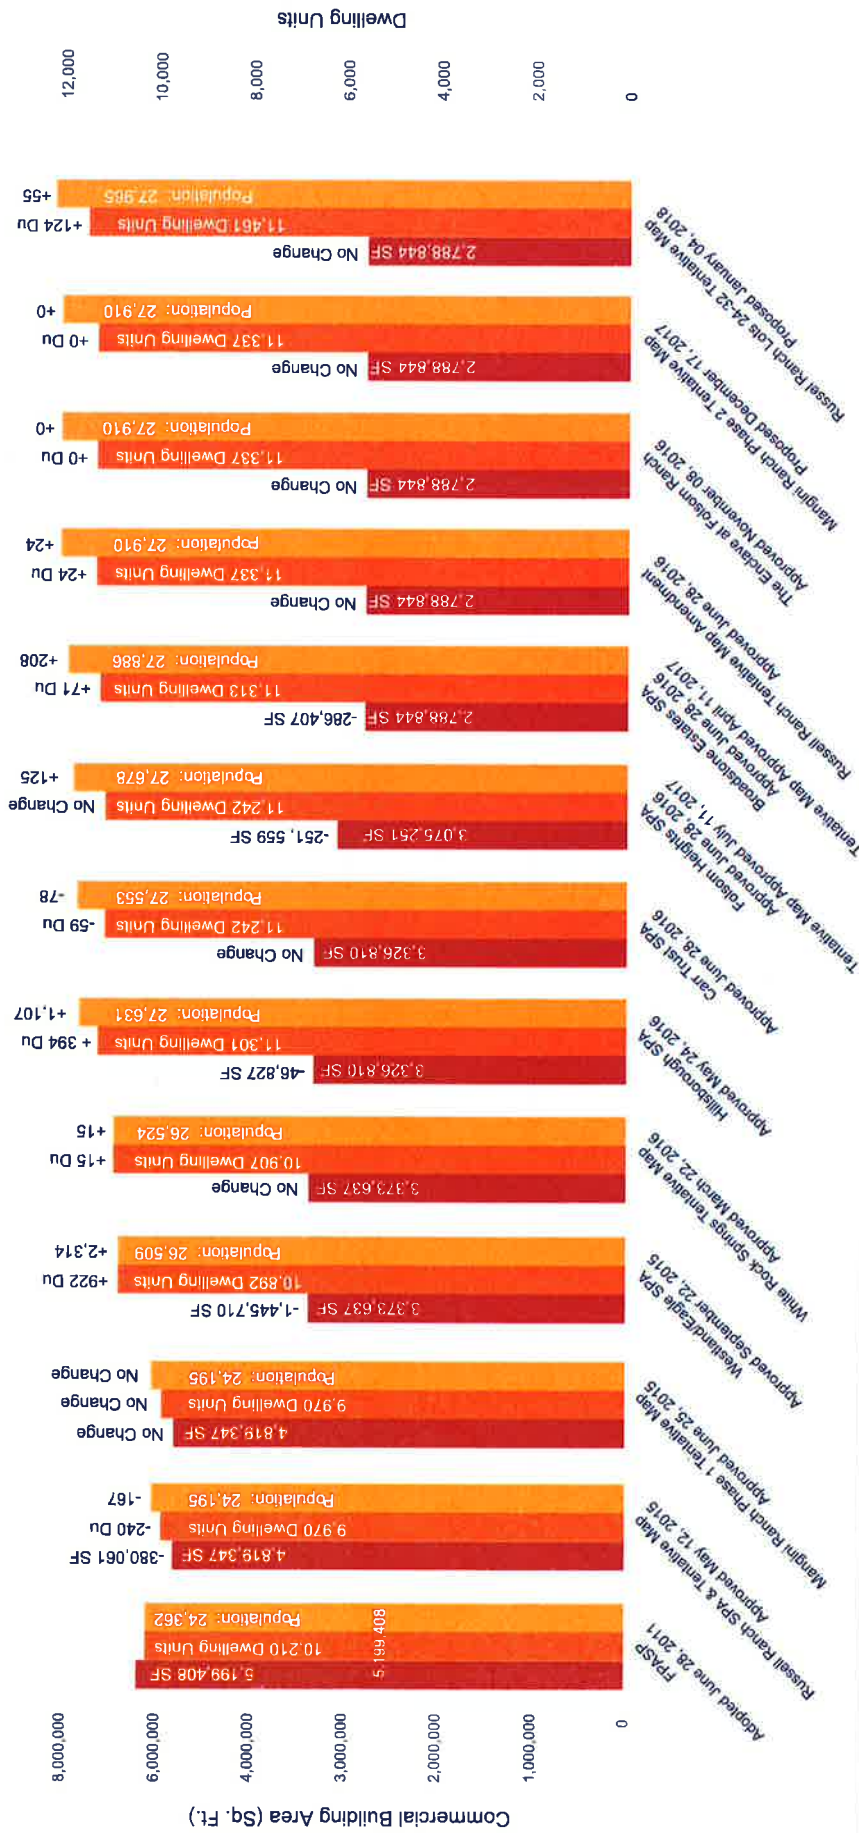 Commercial Building Area (Sq. Ft.)
0
1,000,000
2,000,000
3,000,000
4,000,000
6,000,000
8,000,000
FPASP
Adopted June 28, 2011
5,199,408 SF
5,199,408
10.210 Dwelling Units
Population: 24,362
Russell Ranch SPA & Tentative Map
Approved May 12, 2015
4,819,347 SF
-380,061 SF
9,970 Dwelling Units
-240 Du
Population: 24,195
-167
Mangini Ranch Phase 1 Tentative Map
Approved June 25, 2015
4,819,347 SF
No Change
9,970 Dwelling Units
No Change
Population: 24,195
No Change
Westland/Eagle SPA
Approved September 22, 2015
3,373,637 SF
-1,445,710 SF
10.892 Dwelling Units
+922 Du
Population: 26,509
+2,314
White Rock Springs Tentative Map
Approved March 22, 2016
3,373,637 SF
No Change
10.907 Dwelling Units
+15 Du
Population: 26,524
+15
Hillsborough SPA
Approved May 24, 2016
3,326,810 SF
-46,827 SF
11,301 Dwelling Units
+ 394 Du
Population: 27,631
+1,107
Carr Trust SPA
Approved June 28, 2016
3,326,810 SF
No Change
11,242 Dwelling Units
-59 Du
Population: 27,553
-78
Folsom Heights SPA
Approved June 28, 2016
Tentative Map Approved July 11, 2017
3,075,251 SF
-251, 559 SF
11,242 Dwelling Units
No Change
Population: 27,678
+125
Broadstone Estates SPA
Approved June 28, 2016
Tentative Map Approved April 11, 2017
2,788,844 SF
-286,407 SF
11,313 Dwelling Units
+71 Du
Population: 27,886
+208
Russell Ranch Tentative Map Amendment
Approved June 28, 2016
2,788,844 SF
No Change
11,337 Dwelling Units
+24 Du
Population: 27,910
+24
The Enclave at Folsom Ranch
Approved November 09, 2016
2,788,844 SF
No Change
11,337 Dwelling Units
+0 Du
Population: 27,910
+0
Mangini Ranch Phase 2 Tentative Map
Proposed December 17, 2017
2,788,844 SF
No Change
11,337 Dwelling Units
+0 Du
Population: 27,910
+0
Russel Ranch Lots 24-32 Tentative Map
Proposed January 04, 2018
2,788,844 SF
No Change
11,461 Dwelling Units
+124 Du
Population: 27.965
+55
0
2,000
4,000
6,000
8,000
10,000
12,000
Dwelling Units